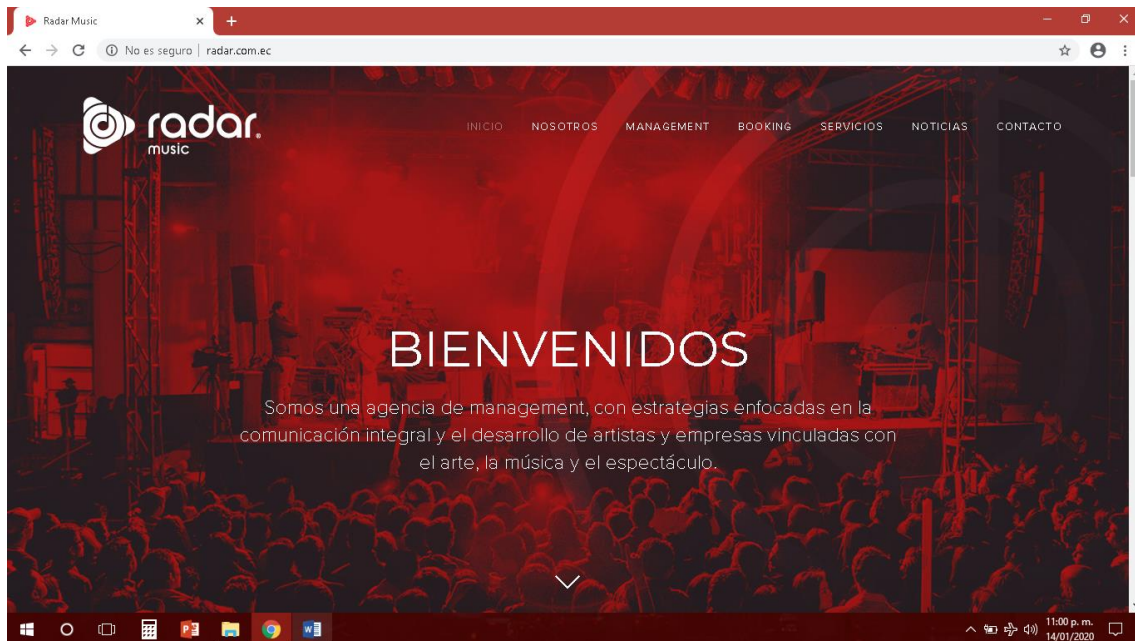 Radar Music
No es seguro | radar.com.ec
radar.
music
INICIO NOSOTROS MANAGEMENT BOOKING SERVICIOS NOTICIAS CONTACTO
BIENVENIDOS
Somos una agencia de management, con estrategias enfocadas en la
comunicación integral y el desarrollo de artistas y empresas vinculadas con
el arte, la música y el espectáculo.
11:00 p. m.
14/01/2020